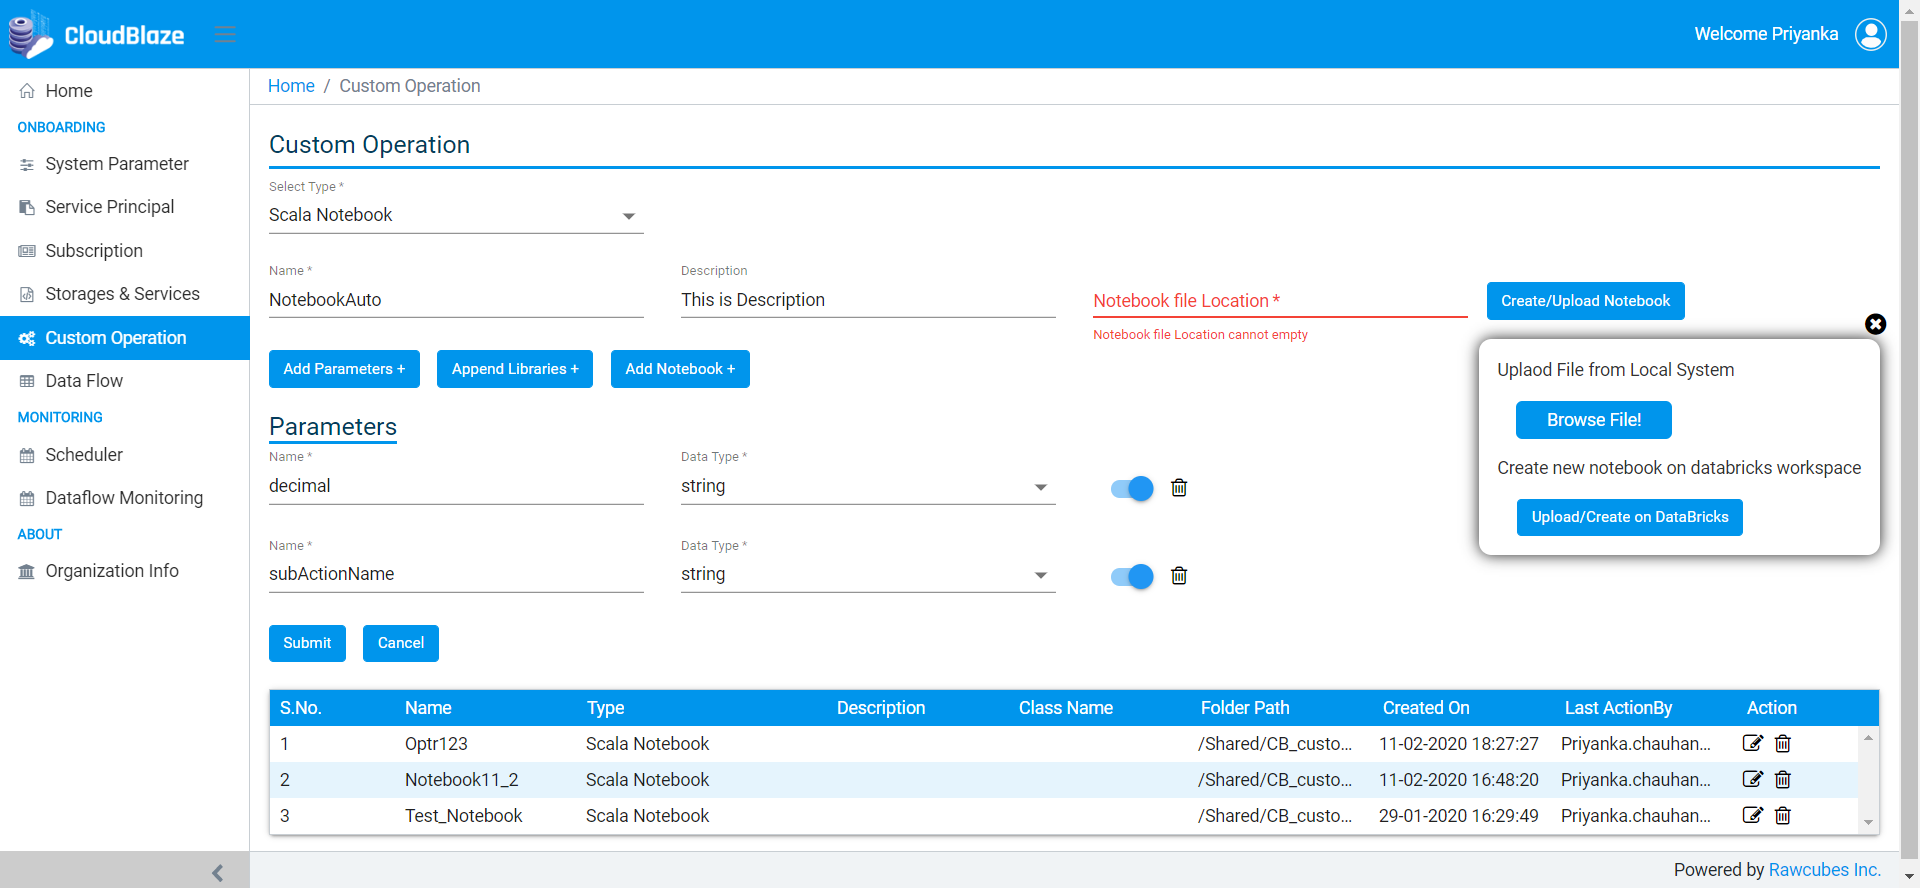 CloudBlaze
Welcome Priyanka
Home
ONBOARDING
System Parameter
Service Principal
Subscription
Storages & Services
Custom Operation
Data Flow
MONITORING
Scheduler
Dataflow Monitoring
ABOUT
Organization Info
Home / Custom Operation
Custom Operation
Select Type *
Scala Notebook
Name * Description
NotebookAuto This is Description Notebook file Location * Create/Upload Notebook
Notebook file Location cannot empty
Add Parameters + Append Libraries + Add Notebook +
Uplaod File from Local System
Browse File!
Create new notebook on databricks workspace
Upload/Create on DataBricks
Parameters
Name * Data Type *
decimal string
Name * Data Type *
subActionName string
Submit Cancel
S.No. Name Type Description Class Name Folder Path Created On Last ActionBy Action
1 Optr123 Scala Notebook /Shared/CB_custo... 11-02-2020 18:27:27 Priyanka.chauhan...
2 Notebook11_2 Scala Notebook /Shared/CB_custo... 11-02-2020 16:48:20 Priyanka.chauhan...
3 Test_Notebook Scala Notebook /Shared/CB_custo... 29-01-2020 16:29:49 Priyanka.chauhan...
Powered by Rawcubes Inc.